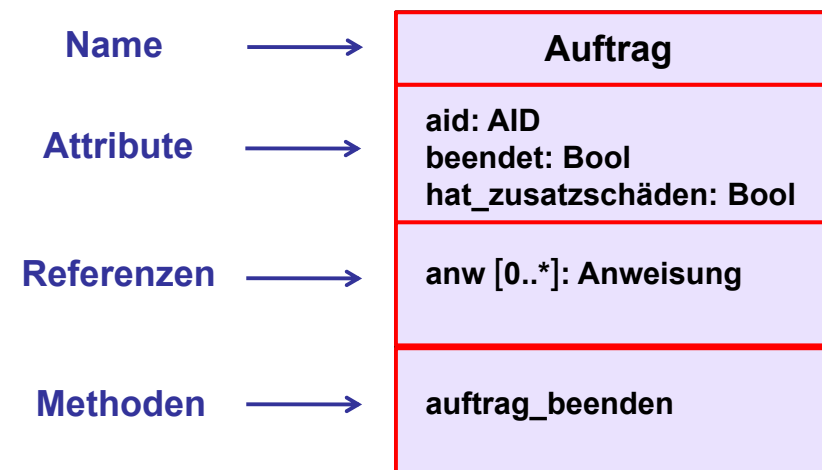 Name
Auftrag
Attribute
aid: AID
beendet: Bool
hat_zusatzschäden: Bool
Referenzen
anw [0..*]: Anweisung
Methoden
auftrag_beenden